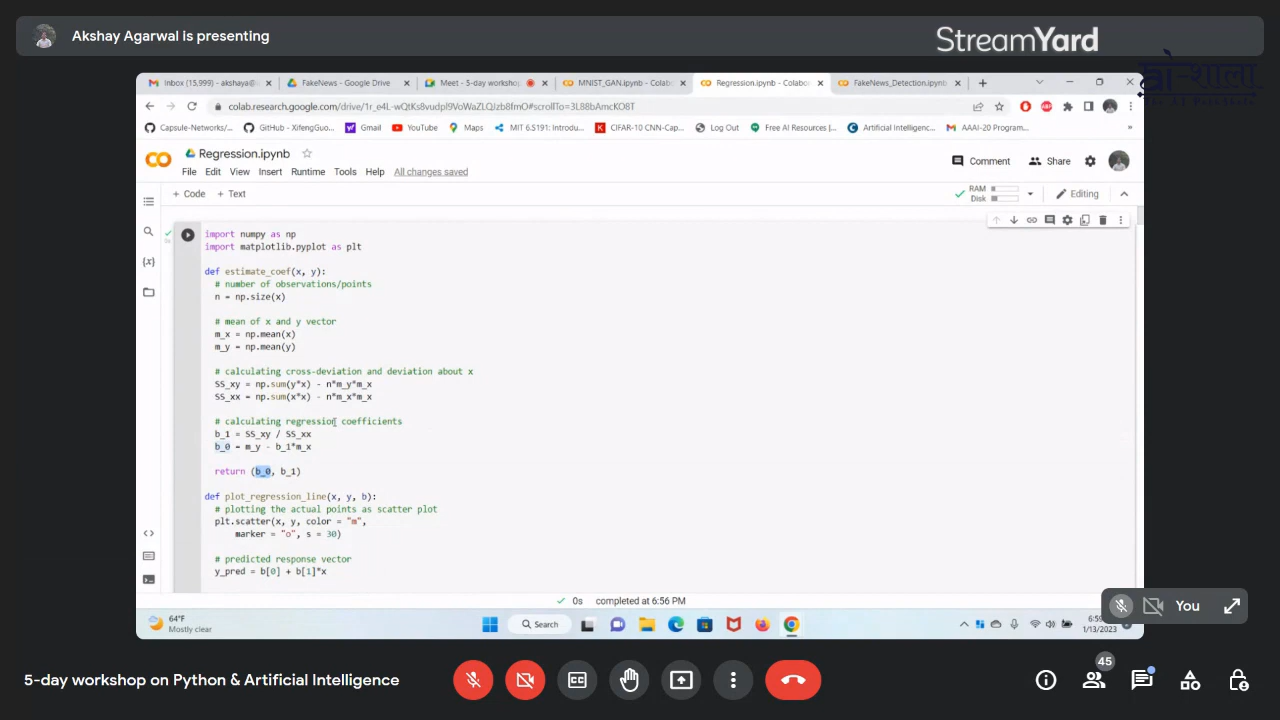 Akshay Agarwal is presenting
StreamYard
ai-शाला
Inbox (15,999) - akshaya@
FakeNews - Google Drive
Meet - 5-day workshop
MNIST_GAN.ipynb - Colabo
Regression.ipynb - Colabor
FakeNews_Detection.ipynb
colab.research.google.com/drive/1r_e4L-wQtKs8vudpl9VoWaZLQJzb8fmO#scrollTo=3L88bAmcKO8T
Capsule-Networks/...
GitHub - XifengGuo...
Gmail
YouTube
Maps
MIT 6.S191: Introdu...
CIFAR-10 CNN-Cap...
Log Out
Free AI Resources |...
Artificial Intelligenc...
AAAI-20 Program...
Regression.ipynb
Comment
Share
File Edit View Insert Runtime Tools Help All changes saved
+ Code + Text
RAM
Disk
Editing
import numpy as np
import matplotlib.pyplot as plt
def estimate_coef(x, y):
# number of observations/points
n = np.size(x)
# mean of x and y vector
m_x = np.mean(x)
m_y = np.mean(y)
# calculating cross-deviation and deviation about x
SS_xy = np.sum(y*x) - n*m_y*m_x
SS_xx = np.sum(x*x) - n*m_x*m_x
# calculating regression coefficients
b_1 = SS_xy / SS_xx
b_0 = m_y - b_1*m_x
return (b_0, b_1)
def plot_regression_line(x, y, b):
# plotting the actual points as scatter plot
plt.scatter(x, y, color = "m",
marker = "o", s = 30)
# predicted response vector
y_pred = b[0] + b[1]*x
0s completed at 6:56 PM
You
64°F
Mostly clear
Search
1/13/2023
5-day workshop on Python & Artificial Intelligence
45